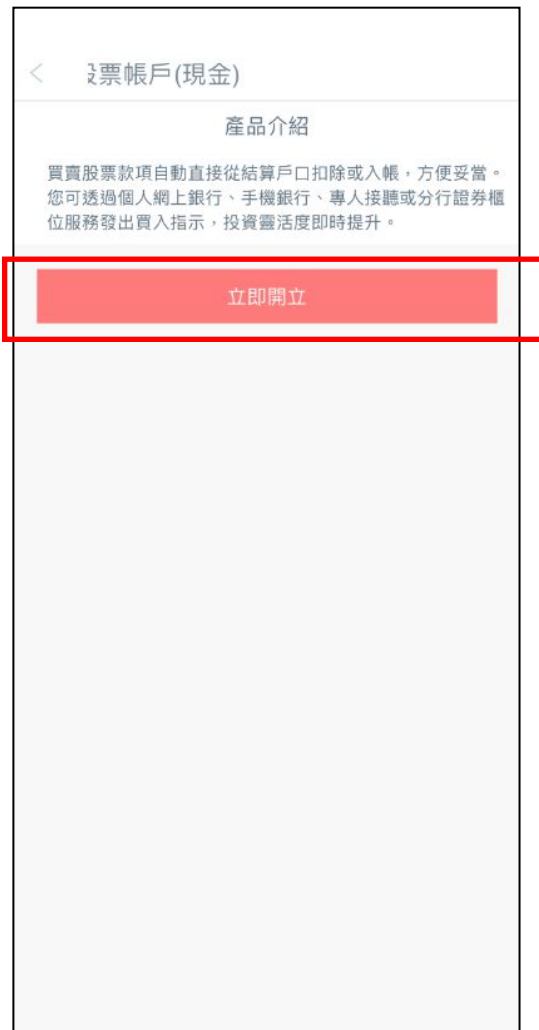 股票帳戶(現金)
產品介紹
買賣股票款項自動直接從結算戶口扣除或入帳，方便妥當。
您可透過個人網上銀行、手機銀行、專人接聽或分行證券櫃
位服務發出買入指示，投資靈活度即時提升。
立即開立